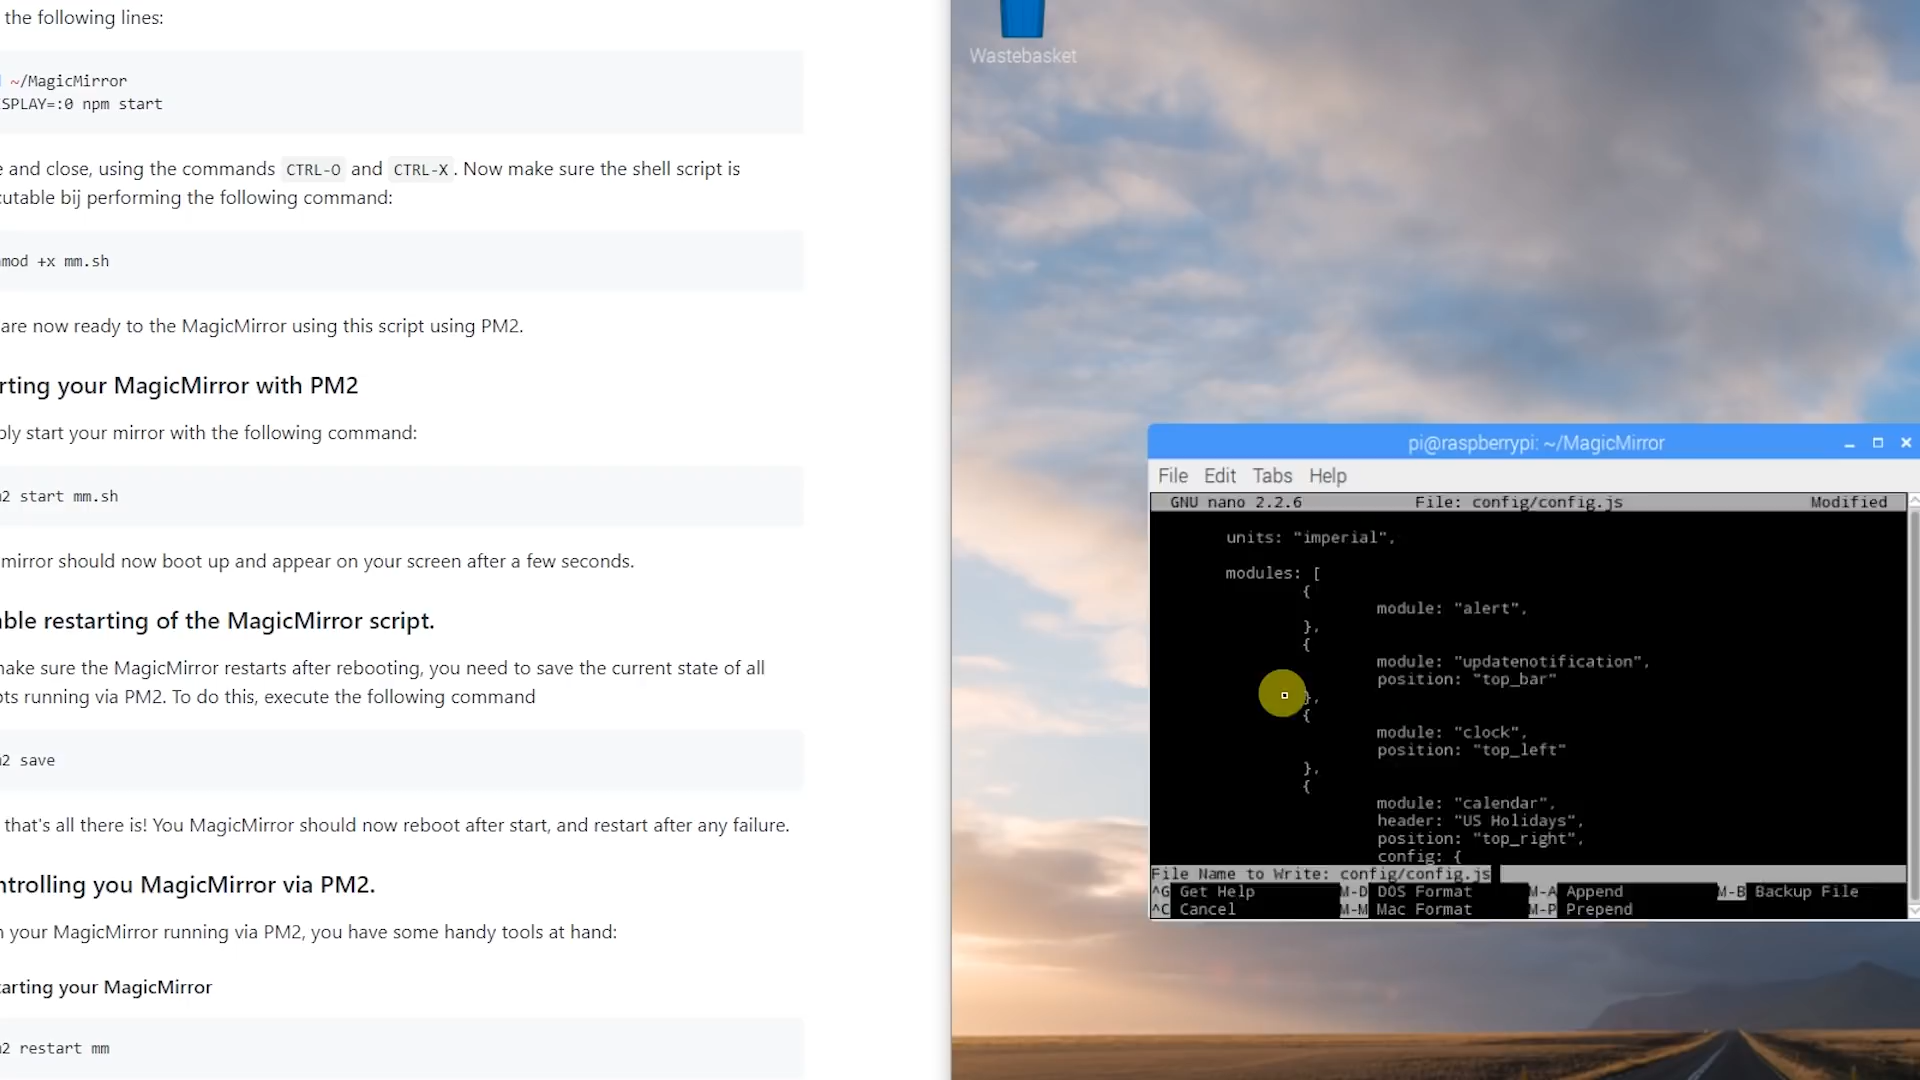 the following lines:
~/MagicMirror
SPLAY=:0 npm start
and close, using the commands CTRL-O and CTRL-X. Now make sure the shell script is
cutable bij performing the following command:
mod +x mm.sh
are now ready to the MagicMirror using this script using PM2.
rting your MagicMirror with PM2
ply start your mirror with the following command:
2 start mm.sh
mirror should now boot up and appear on your screen after a few seconds.
able restarting of the MagicMirror script.
make sure the MagicMirror restarts after rebooting, you need to save the current state of all
pts running via PM2. To do this, execute the following command
2 save
that's all there is! You MagicMirror should now reboot after start, and restart after any failure.
ntrolling you MagicMirror via PM2.
your MagicMirror running via PM2, you have some handy tools at hand:
tarting your MagicMirror
2 restart mm
Wastebasket
pi@raspberrypi: ~/MagicMirror
File Edit Tabs Help
GNU nano 2.2.6 File: config/config.js Modified
units: "imperial",
modules: [
{
module: "alert",
},
{
module: "updatenotification",
position: "top_bar"
},
{
module: "clock",
position: "top_left"
},
{
module: "calendar",
header: "US Holidays",
position: "top_right",
config: {
File Name to Write: config/config.js
^G Get Help M-D DOS Format M-A Append M-B Backup File
^C Cancel M-M Mac Format M-P Prepend